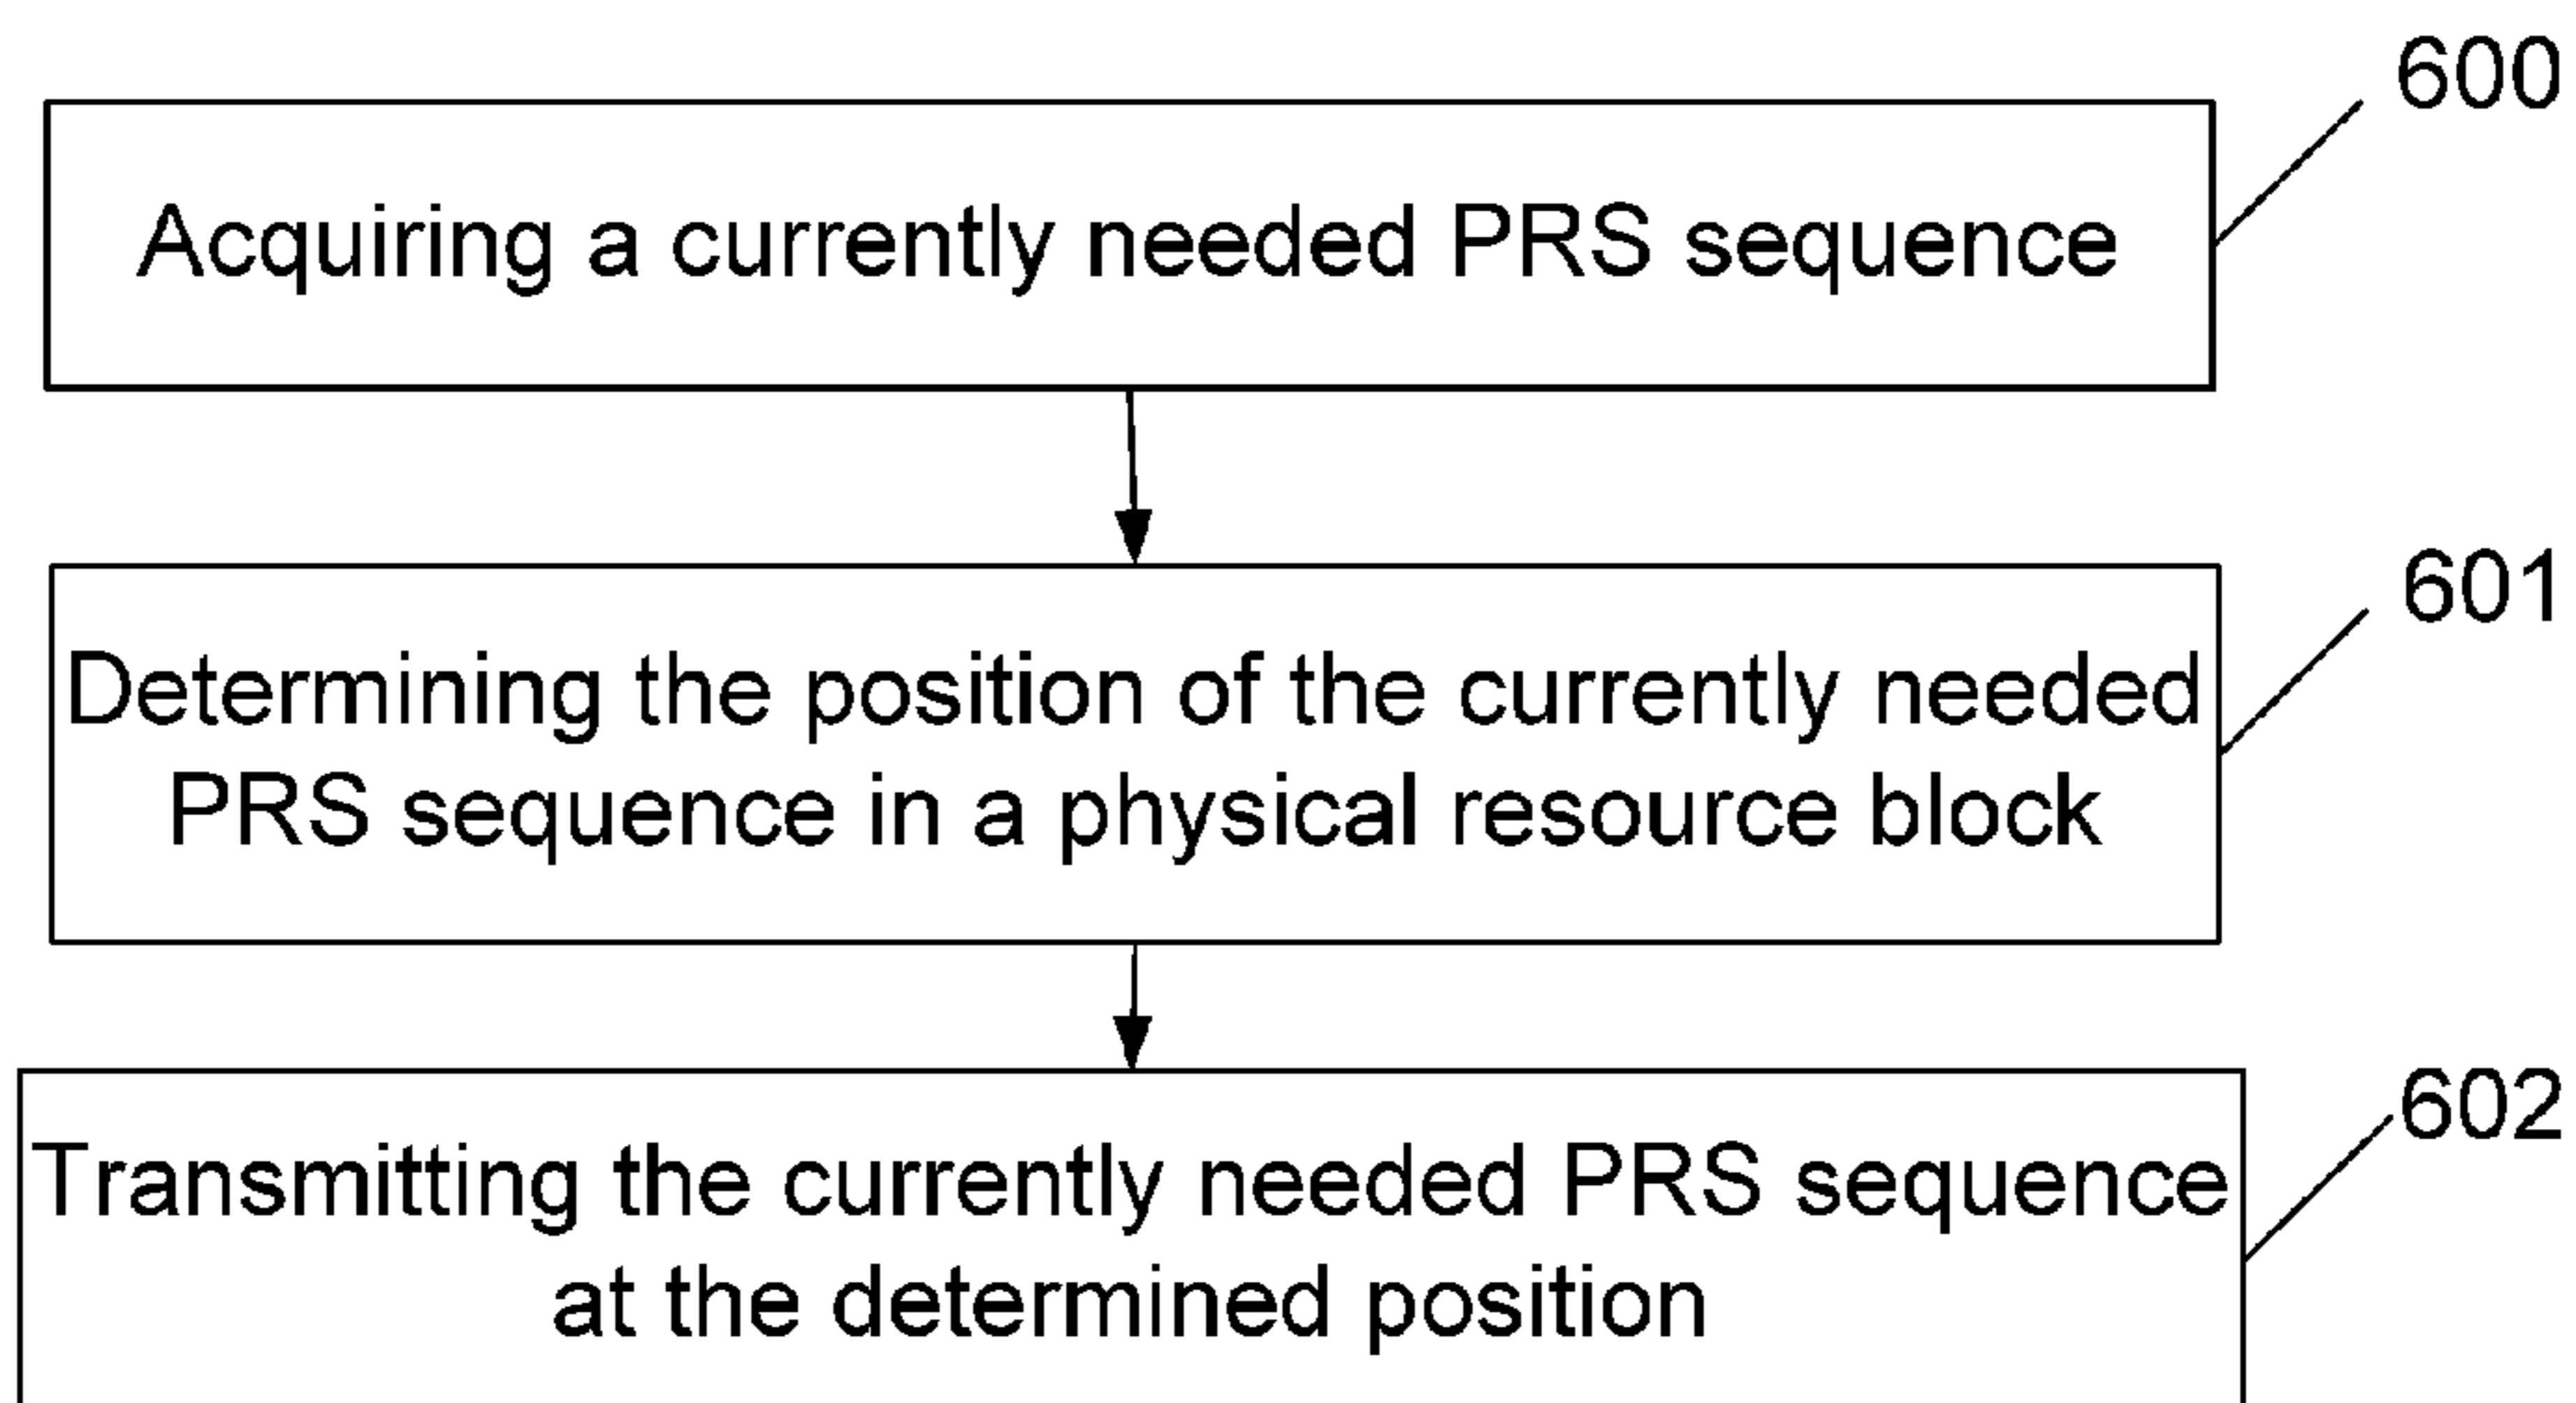 600
Acquiring a currently needed PRS sequence
601
Determining the position of the currently needed
PRS sequence in a physical resource block
602
Transmitting the currently needed PRS sequence
at the determined position